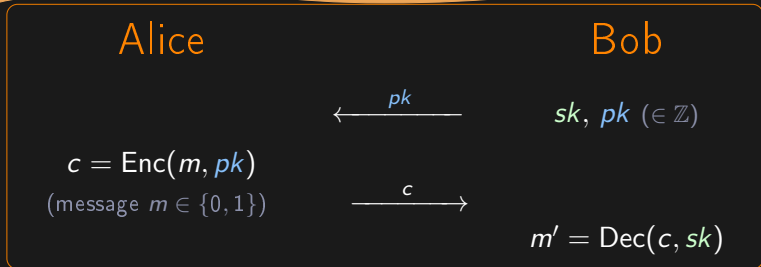 Alice Bob
pk
sk, pk (∈ ℤ)
c = Enc(m, pk)
(message m ∈ {0, 1})
c
m′ = Dec(c, sk)